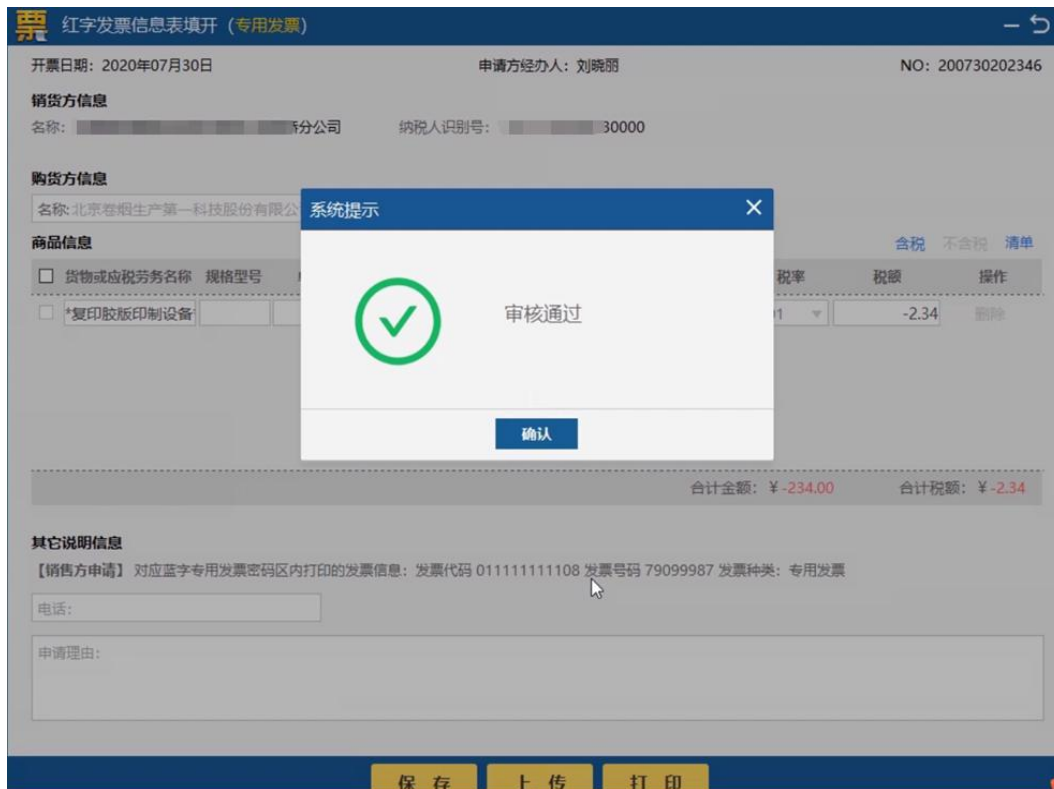 票 红字发票信息表填开（专用发票）
开票日期：2020年07月30日 申请方经办人：刘晓丽 NO：200730202346
销货方信息
名称： 分公司 纳税人识别号： 30000
购货方信息
名称:北京卷烟生产第一科技股份有限公
系统提示
商品信息 含税 不含税 清单
货物或应税劳务名称 规格型号 税率 税额 操作
*复印胶版印制设备 1 -2.34 删除
审核通过
确认
合计金额：￥-234.00 合计税额：￥-2.34
其它说明信息
【销售方申请】对应蓝字专用发票密码区内打印的发票信息：发票代码 011111111108 发票号码 79099987 发票种类：专用发票
电话：
申请理由：
保 存 上 传 打 印